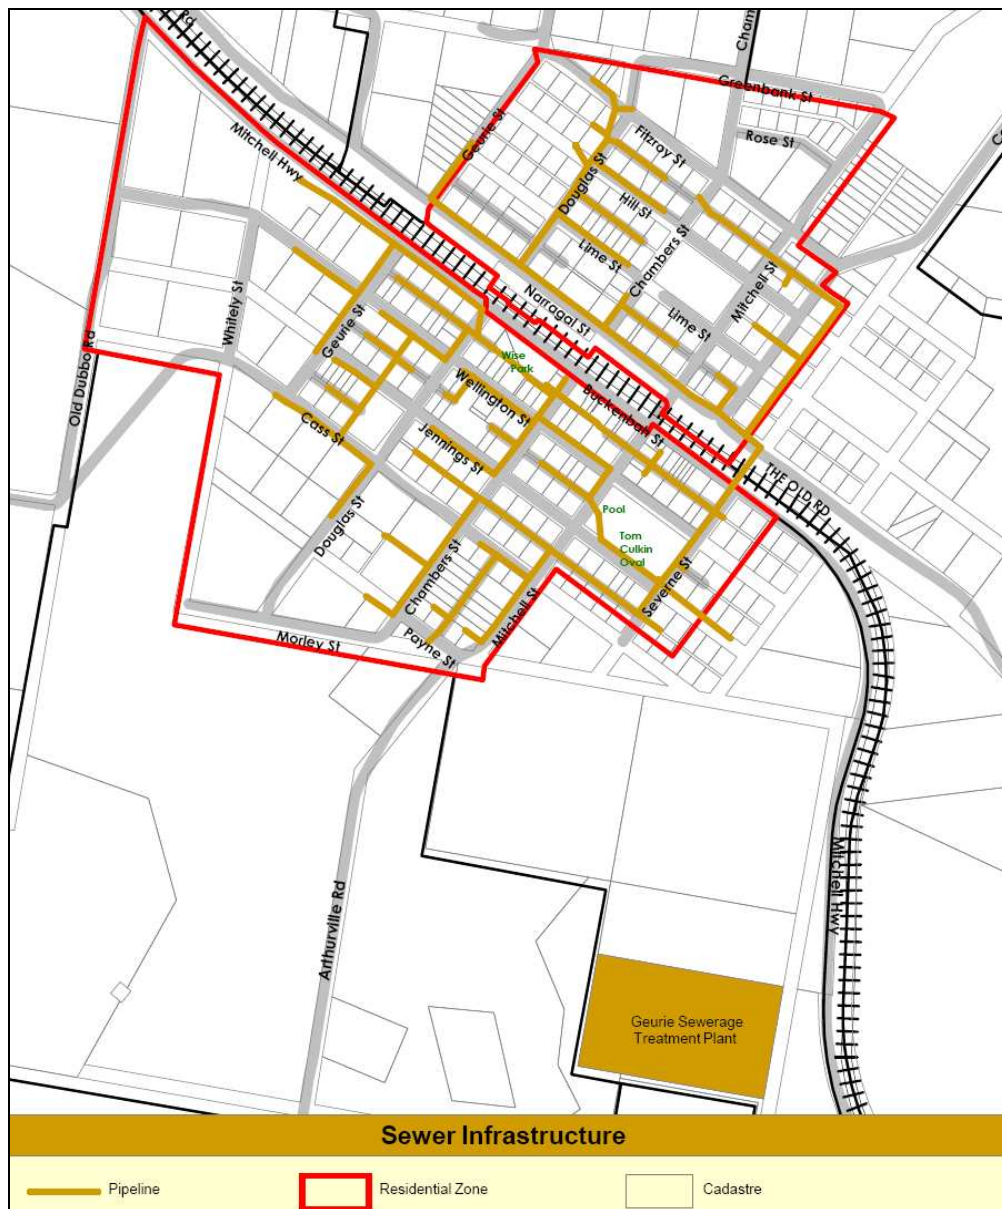 Rd
Cham
Greenbank St
Rose St
Geurie St
Fitzroy St
Mitchell Hwy
Douglas St
Hill St
Lime St
Chambers St
Mitchell St
Narragal St
Lime St
Whitely St
Geurie St
Old Dubbo Rd
Wise
Park
Wellington St
Buckenbah St
Cass St
Jennings St
THE OLD RD
Pool
Tom
Culkin
Oval
Douglas St
Chambers St
Severne St
Mitchell St
Morley St
Payne St
Arthurville Rd
Mitchell Hwy
Geurie Sewerage
Treatment Plant
Sewer Infrastructure
Pipeline
Residential Zone
Cadastre